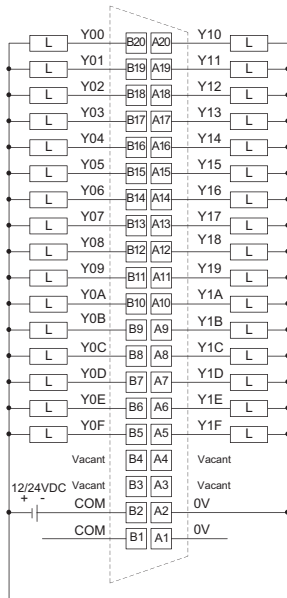 L Y00 B20 A20 Y10 L
L Y01 B19 A19 Y11 L
L Y02 B18 A18 Y12 L
L Y03 B17 A17 Y13 L
L Y04 B16 A16 Y14 L
L Y05 B15 A15 Y15 L
L Y06 B14 A14 Y16 L
L Y07 B13 A13 Y17 L
L Y08 B12 A12 Y18 L
L Y09 B11 A11 Y19 L
L Y0A B10 A10 Y1A L
L Y0B B9 A9 Y1B L
L Y0C B8 A8 Y1C L
L Y0D B7 A7 Y1D L
L Y0E B6 A6 Y1E L
L Y0F B5 A5 Y1F L
Vacant B4 A4 Vacant
Vacant B3 A3 Vacant
12/24VDC
+ - COM B2 A2 0V
COM B1 A1 0V